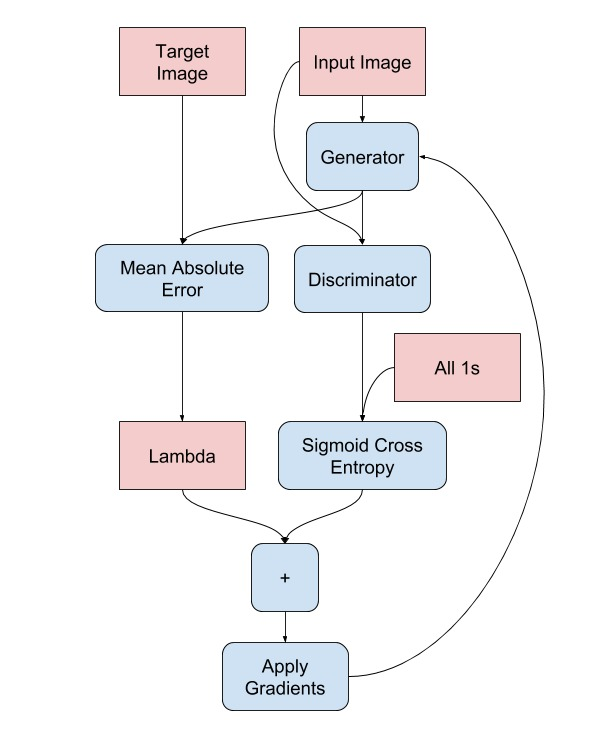 Target
Image
Input Image
Generator
Mean Absolute
Error
Discriminator
All 1s
Lambda
Sigmoid Cross
Entropy
+
Apply
Gradients